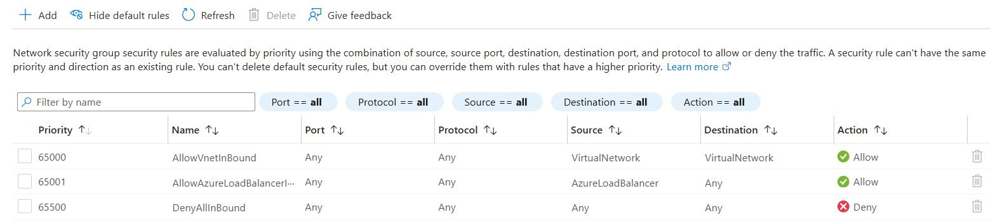 Add Hide default rules Refresh Delete Give feedback
Network security group security rules are evaluated by priority using the combination of source, source port, destination, destination port, and protocol to allow or deny the traffic. A security rule can't have the same
priority and direction as an existing rule. You can't delete default security rules, but you can override them with rules that have a higher priority. Learn more
Filter by name Port == all Protocol == all Source == all Destination == all Action == all
Priority Name Port Protocol Source Destination Action
65000 AllowVnetInBound Any Any VirtualNetwork VirtualNetwork Allow
65001 AllowAzureLoadBalancerI··· Any Any AzureLoadBalancer Any Allow
65500 DenyAllInBound Any Any Any Any Deny